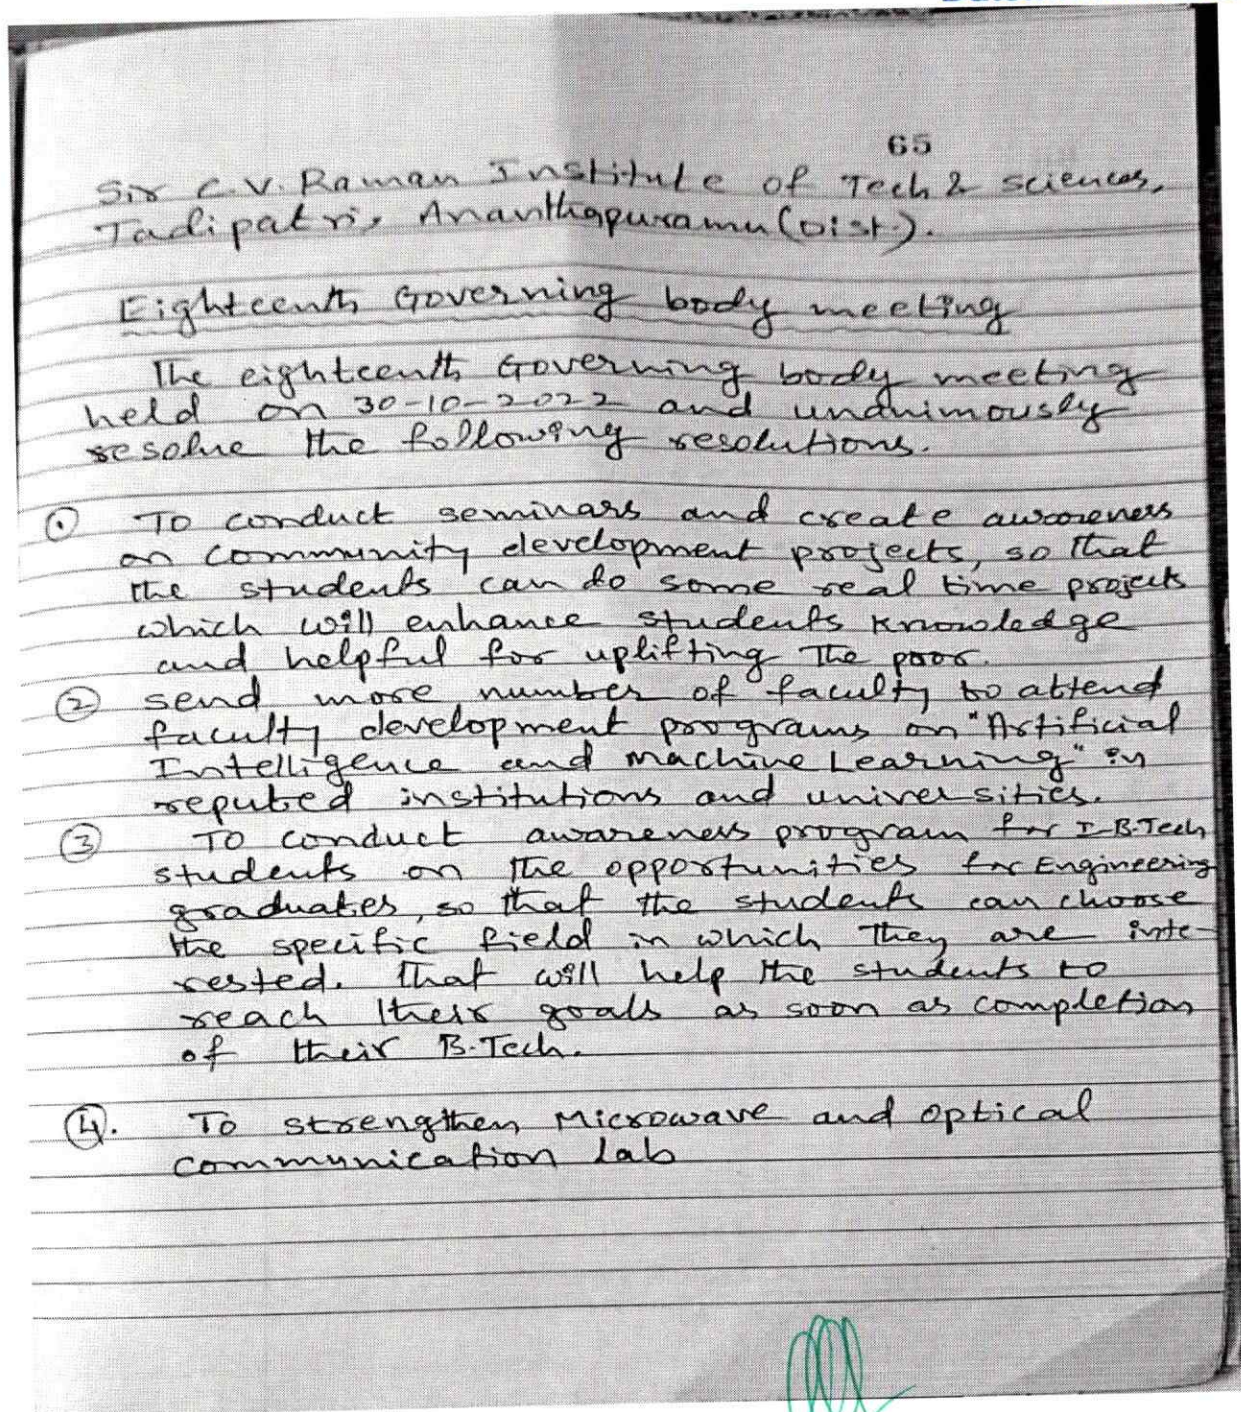 65
Sir C.V. Raman Institute of Tech & sciences,
Tadipatri, Ananthapuramu (Dist.).
Eighteenth Governing body meeting
The eighteenth Governing body meeting
held on 30-10-2022 and unanimously
resolve the following resolutions.
① To conduct seminars and create awareness
on community development projects, so that
the students can do some real time projects
which will enhance students knowledge
and helpful for uplifting the poor.
② send more number of faculty to attend
faculty development programs on "Artificial
Intelligence and Machine Learning" in
reputed institutions and universities.
③ To conduct awareness program for I-B.Tech
students on the opportunities for Engineering
graduates, so that the students can choose
the specific field in which they are inte-
rested. that will help the students to
reach their goals as soon as completion
of their B.Tech.
④. To strengthen Microwave and optical
communication lab